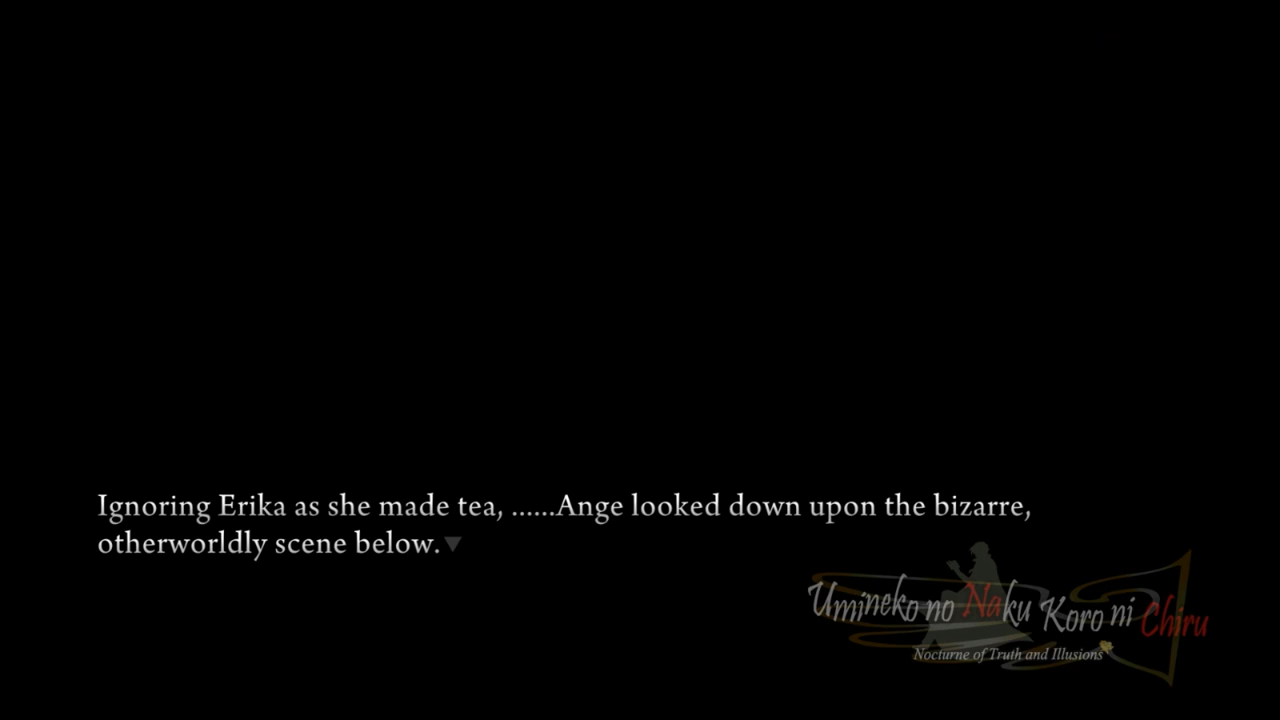 Ignoring Erika as she made tea, ......Ange looked down upon the bizarre,
otherworldly scene below.
Umineko no Naku Koro ni Chiru
Nocturne of Truth and Illusions